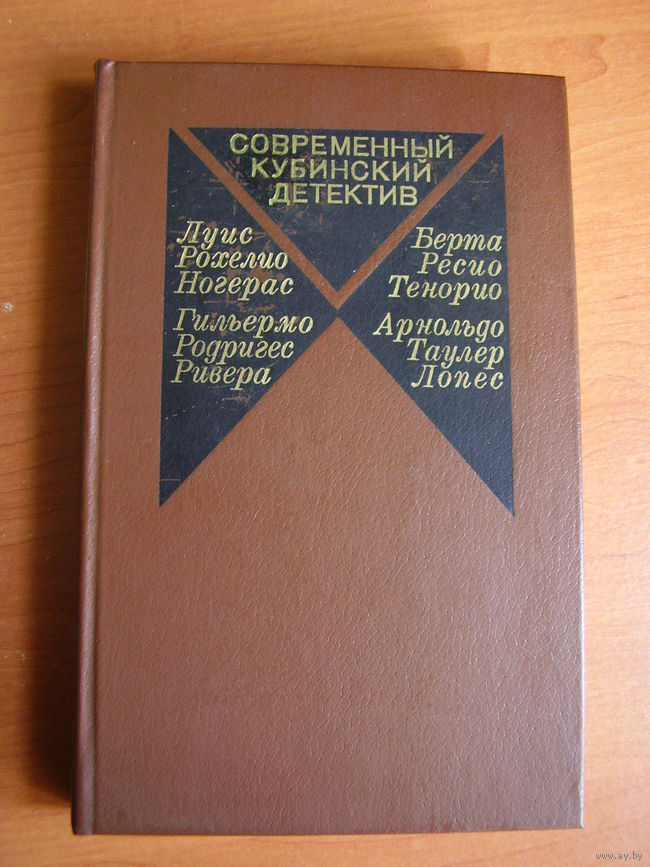 СОВРЕМЕННЫЙ
КУБИНСКИЙ
ДЕТЕКТИВ
Луис
Рохелио
Ногерас
Гильермо
Родригес
Ривера
Берта
Ресио
Тенорио
Арнольдо
Таулер
Лопес
© www.ay.by